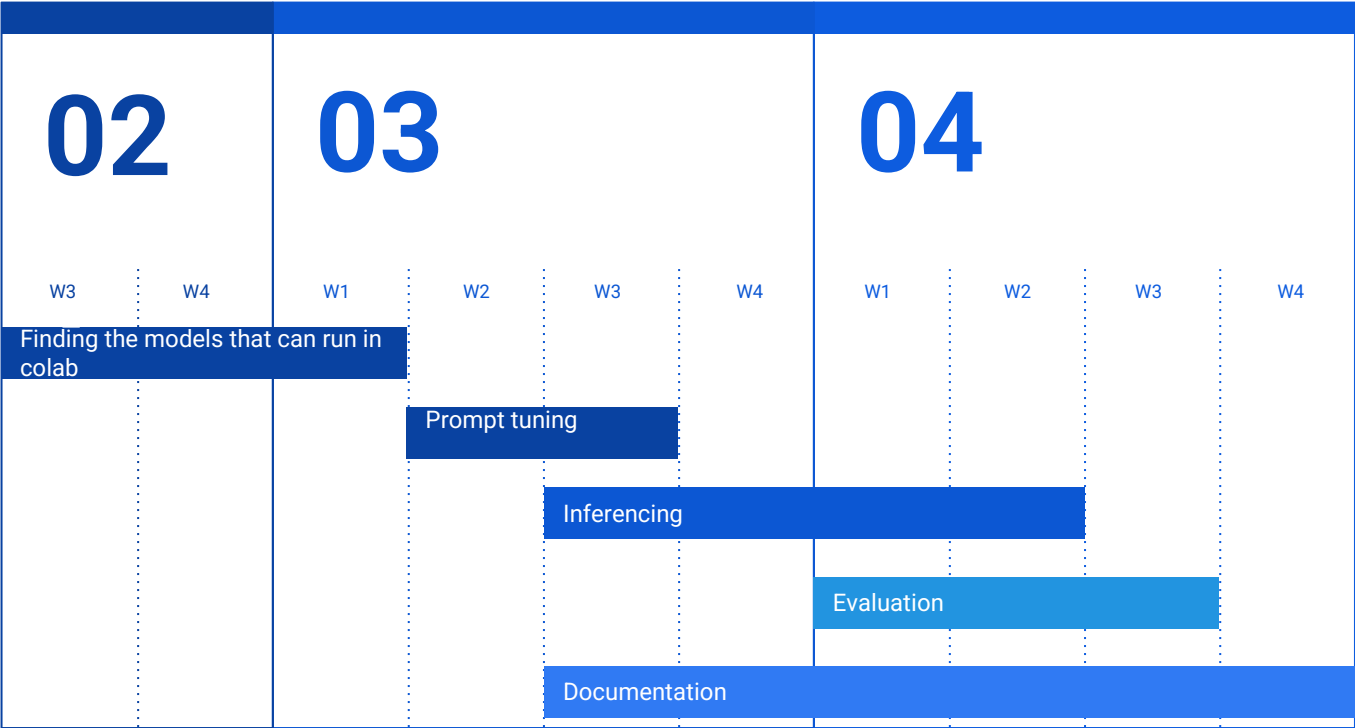 02
03
04
W3
W4
W1
W2
W3
W4
W1
W2
W3
W4
Finding the models that can run in
colab
Prompt tuning
Inferencing
Evaluation
Documentation